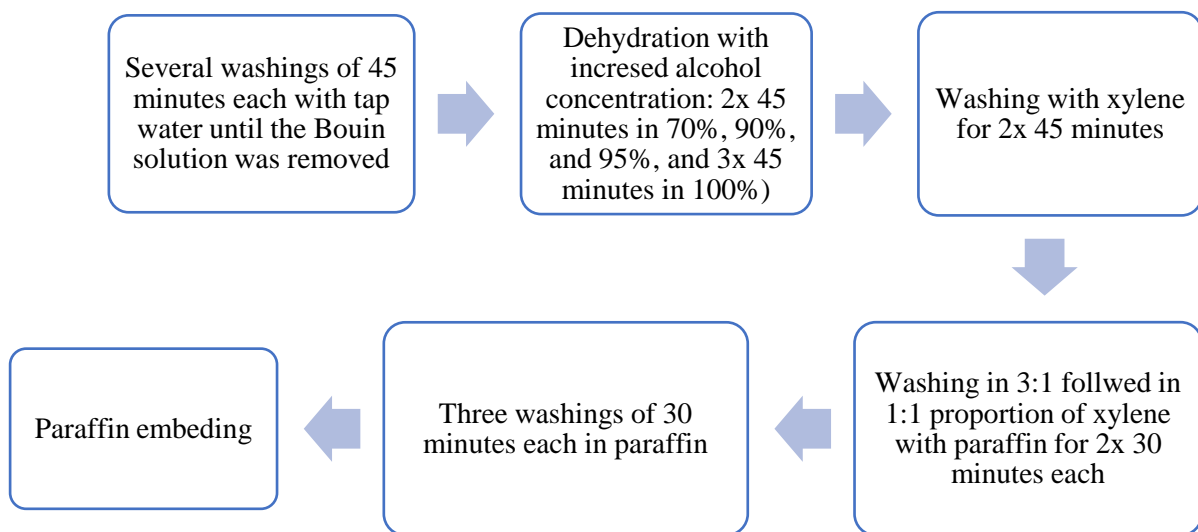 Several washings of 45
minutes each with tap
water until the Bouin
solution was removed
Dehydration with
incresed alcohol
concentration: 2x 45
minutes in 70%, 90%,
and 95%, and 3x 45
minutes in 100%)
Washing with xylene
for 2x 45 minutes
Washing in 3:1 follwed in
1:1 proportion of xylene
with paraffin for 2x 30
minutes each
Three washings of 30
minutes each in paraffin
Paraffin embeding